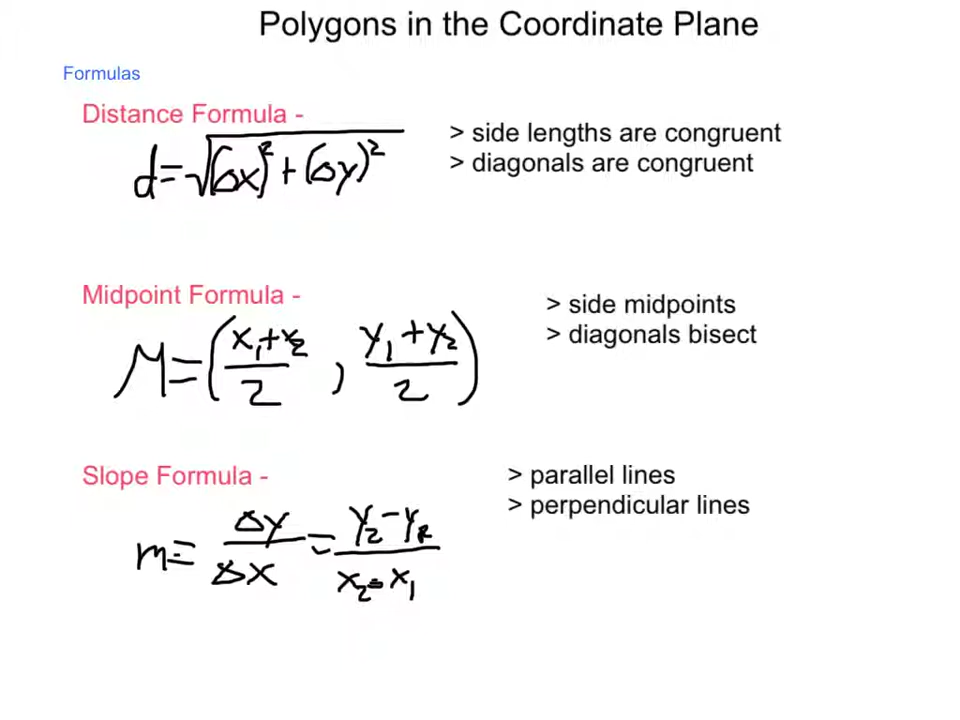 Polygons in the Coordinate Plane
Formulas
Distance Formula -
> side lengths are congruent
> diagonals are congruent
d=√(Δx)²+(Δy)²
Midpoint Formula -
> side midpoints
> diagonals bisect
M=(x₁+x₂/2, y₁+y₂/2)
Slope Formula -
> parallel lines
> perpendicular lines
m=Δy/Δx=y₂-y₂/x₂-x₁